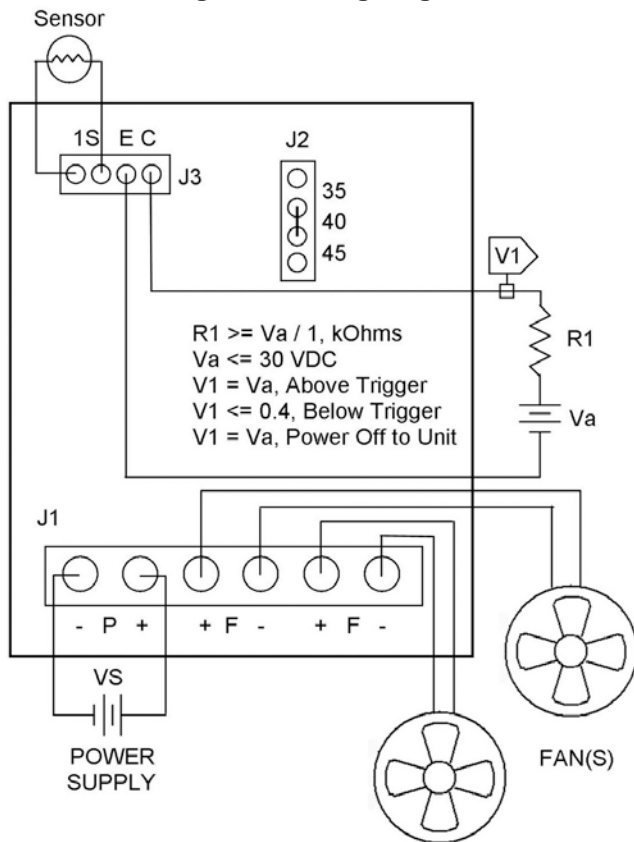 Sensor
1S E C
J3
J2
35
40
45
V1
R1 >= Va / 1, kOhms
Va <= 30 VDC
V1 = Va, Above Trigger
V1 <= 0.4, Below Trigger
V1 = Va, Power Off to Unit
R1
Va
J1
- P + + F - + F -
VS
POWER
SUPPLY
FAN(S)